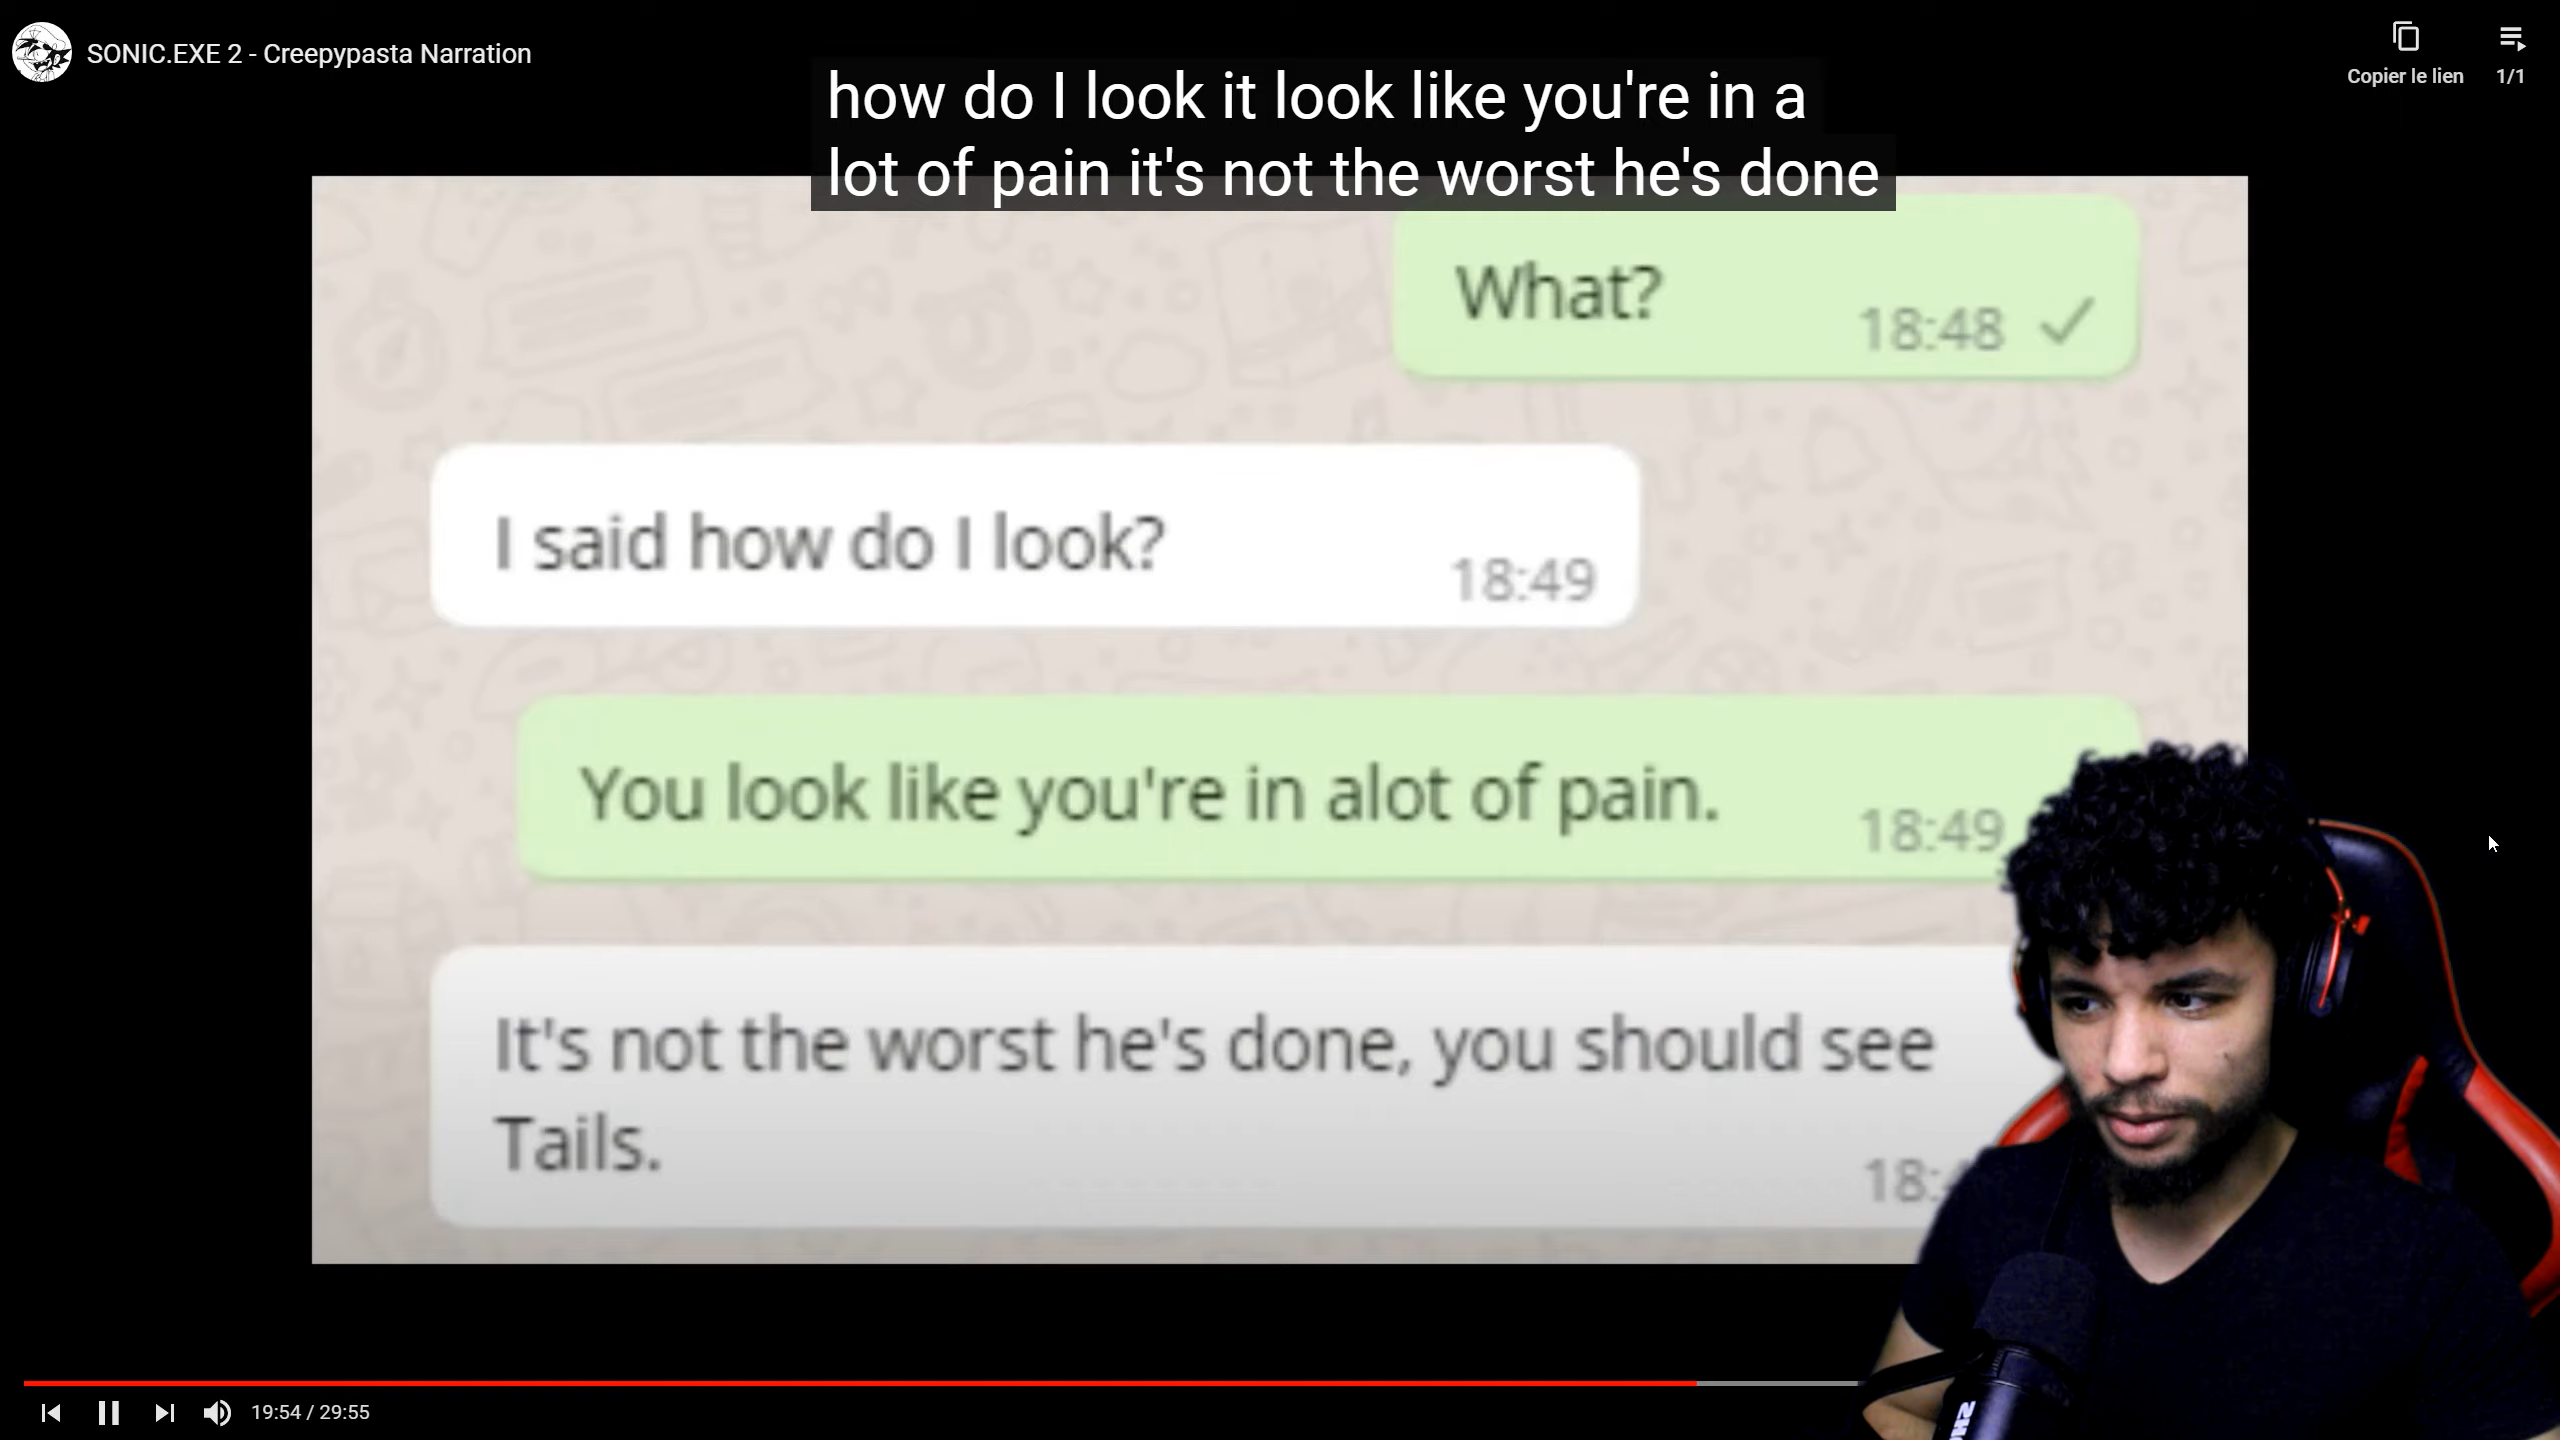 SONIC.EXE 2 - Creepypasta Narration
Copier le lien
1/1
how do I look it look like you're in a
lot of pain it's not the worst he's done
What?
18:48
I said how do I look?
18:49
You look like you're in alot of pain.
18:49
It's not the worst he's done, you should see
Tails.
19:54 / 29:55